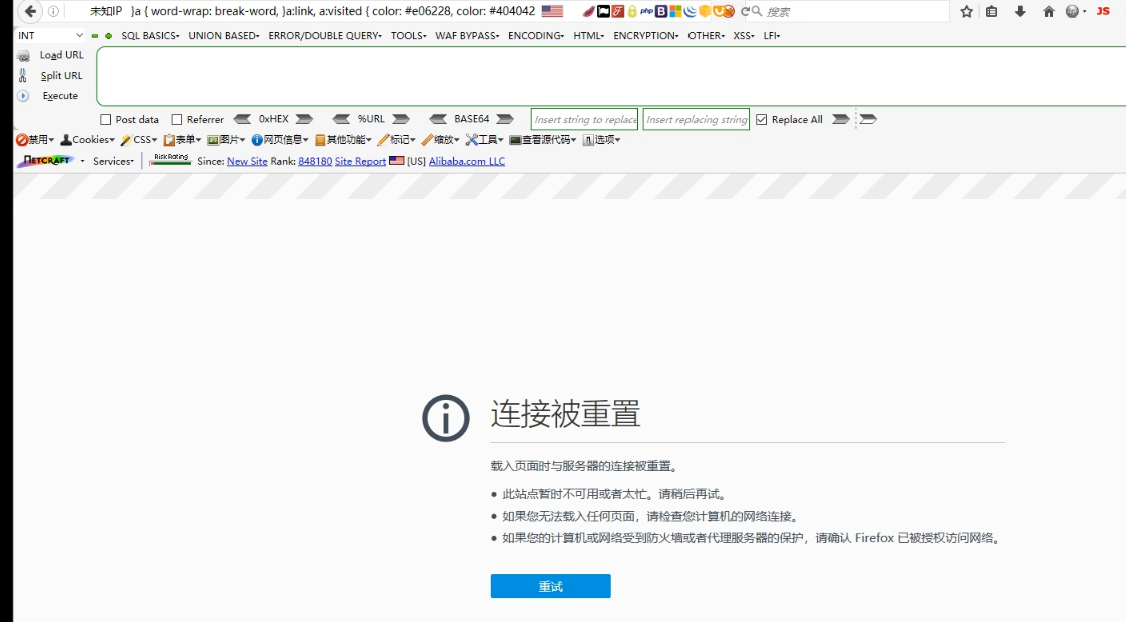 未知IP }a { word-wrap: break-word, }a:link, a:visited { color: #e06228, color: #404042 php 搜索 JS
INT SQL BASICS UNION BASED ERROR/DOUBLE QUERY TOOLS WAF BYPASS ENCODING HTML ENCRYPTION OTHER XSS LFI
Load URL
Split URL
Execute
Post data Referrer 0xHEX %URL BASE64 Insert string to replace Insert replacing string Replace All
禁用 Cookies CSS 表单 图片 网页信息 其他功能 标记 缩放 工具 查看源代码 选项
NETCRAFT Services RiskRating Since: New Site Rank: 848180 Site Report [US] Alibaba.com LLC
连接被重置
载入页面时与服务器的连接被重置。
• 此站点暂时不可用或者太忙。请稍后再试。
• 如果您无法载入任何页面，请检查您计算机的网络连接。
• 如果您的计算机或网络受到防火墙或者代理服务器的保护，请确认 Firefox 已被授权访问网络。
重试